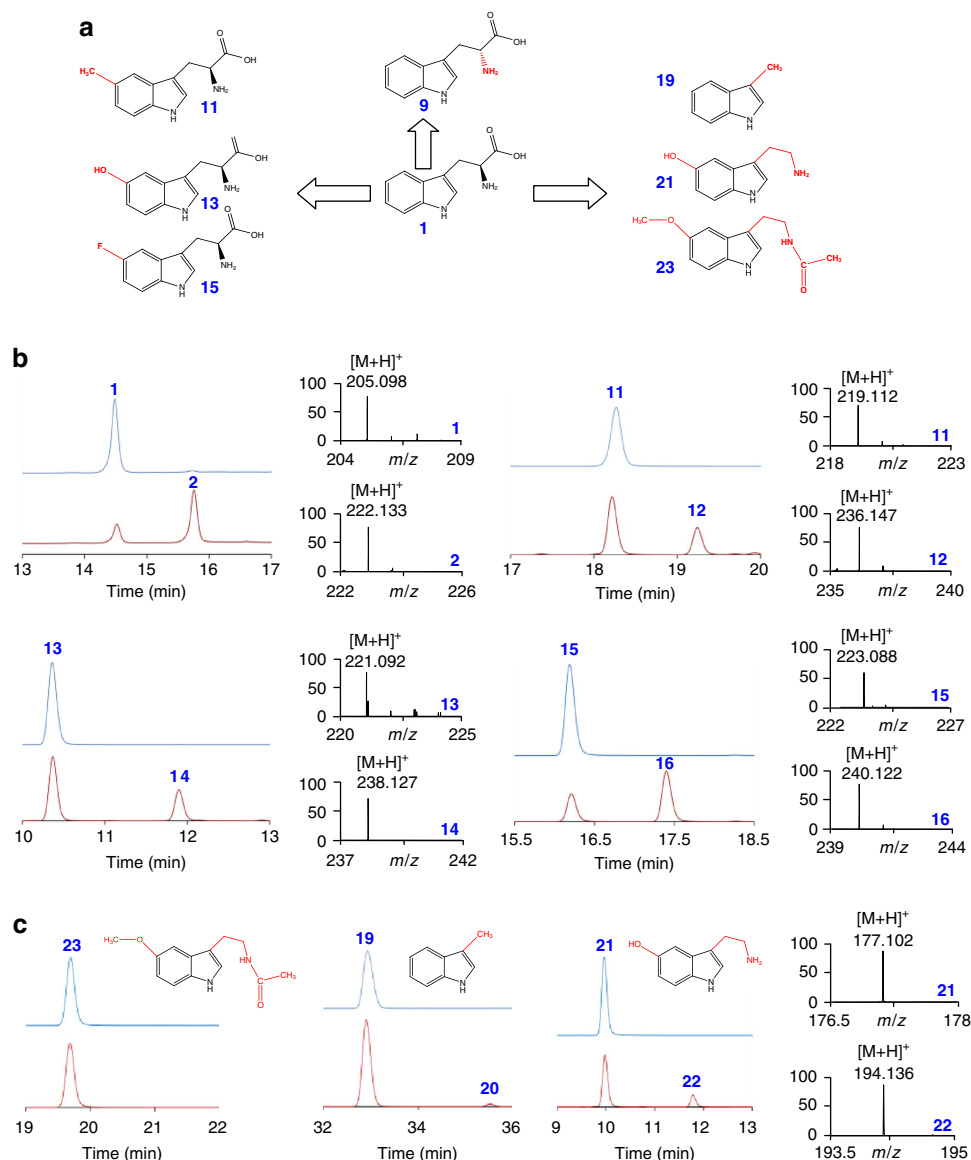 a
CH₃
O
OH
NH₂
N
H
11
HO
OH
NH₂
N
H
13
F
O
OH
NH₂
N
H
15
O
OH
NH₂
N
H
9
O
OH
NH₂
N
H
1
19
CH₃
N
H
HO
21
NH₂
N
H
H₃C
O
23
N
H
HN
C
CH₃
O
b
1
2
13 14 15 16 17
Time (min)
[M+H]⁺
205.098
100
50
0
1
204 m/z 209
[M+H]⁺
222.133
100
50
0
2
222 m/z 226
11
12
17 18 19 20
Time (min)
[M+H]⁺
219.112
100
50
0
11
218 m/z 223
[M+H]⁺
236.147
100
50
0
12
235 m/z 240
13
14
10 11 12 13
Time (min)
[M+H]⁺
221.092
100
50
0
13
220 m/z 225
[M+H]⁺
238.127
100
50
0
14
237 m/z 242
15
16
15.5 16.5 17.5 18.5
Time (min)
[M+H]⁺
223.088
100
50
0
15
222 m/z 227
[M+H]⁺
240.122
100
50
0
16
239 m/z 244
c
23
H₃C
O
HN
CH₃
O
N
H
19 20 21 22
Time (min)
19
CH₃
N
H
20
32 34 36
Time (min)
21
HO
NH₂
N
H
22
9 10 11 12 13
Time (min)
[M+H]⁺
177.102
100
50
0
21
176.5 m/z 178
[M+H]⁺
194.136
100
50
0
22
193.5 m/z 195